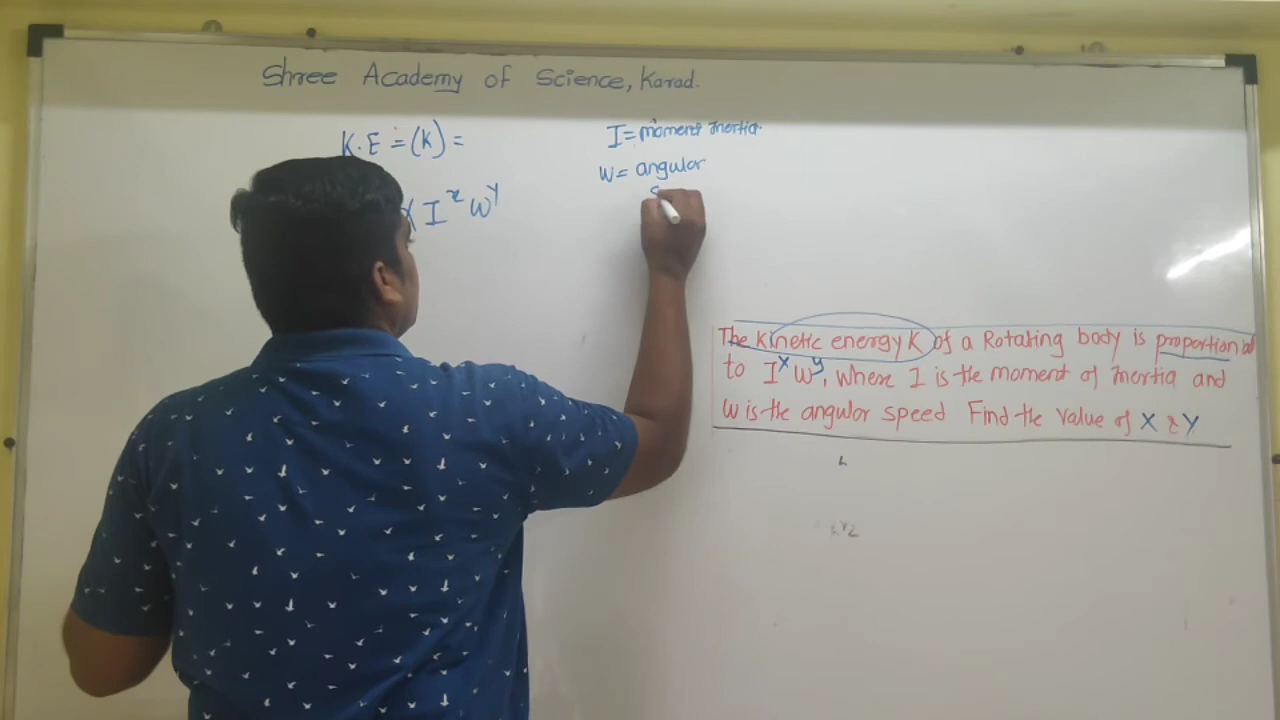 Shree Academy of Science, Karad.
K.E = (K) =
I = moment Inertia.
W = angular
I^x W^y
The Kinetic energy K of a Rotating body is proportional
to I^x W^y, Where I is the moment of Inertia and
W is the angular speed Find the value of X & Y